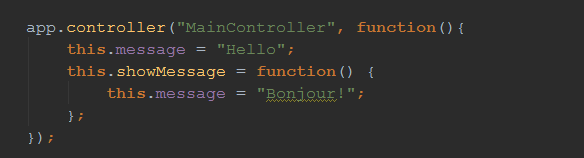 app.controller("MainController", function(){
    this.message = "Hello";
    this.showMessage = function() {
        this.message = "Bonjour!";
    };
});